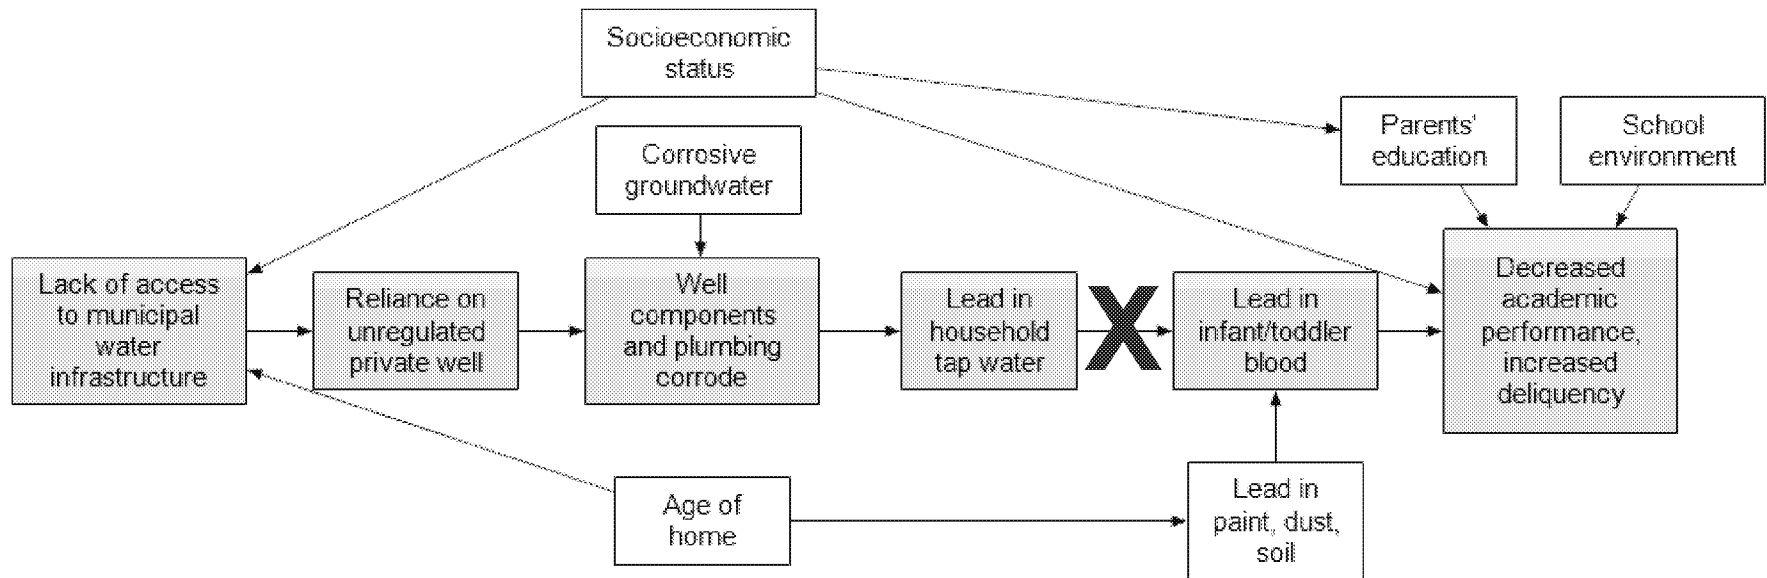 Socioeconomic
status
Parents'
education
School
environment
Corrosive
groundwater
Lack of access
to municipal
water
infrastructure
Reliance on
unregulated
private well
Well
components
and plumbing
corrode
Lead in
household
tap water
X
Lead in
infant/toddler
blood
Decreased
academic
performance,
increased
deliquency
Age of
home
Lead in
paint, dust,
soil